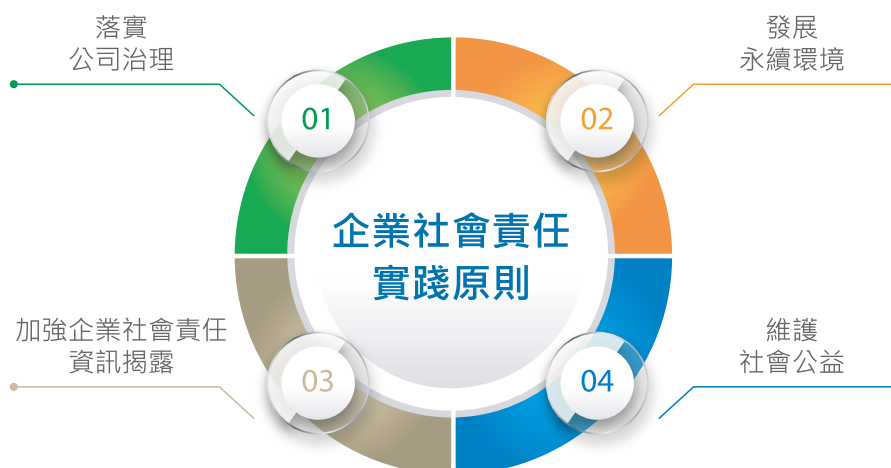 落實
公司治理
01
發展
永續環境
02
企業社會責任
實踐原則
加強企業社會責任
資訊揭露
03
維護
社會公益
04